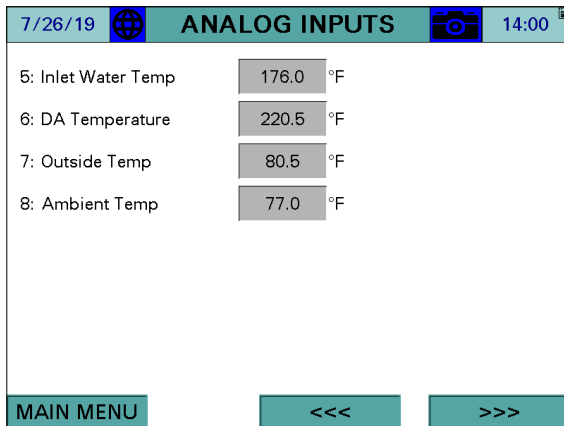 7/26/19 ANALOG INPUTS 14:00
5: Inlet Water Temp 176.0 °F
6: DA Temperature 220.5 °F
7: Outside Temp 80.5 °F
8: Ambient Temp 77.0 °F
MAIN MENU <<< >>>